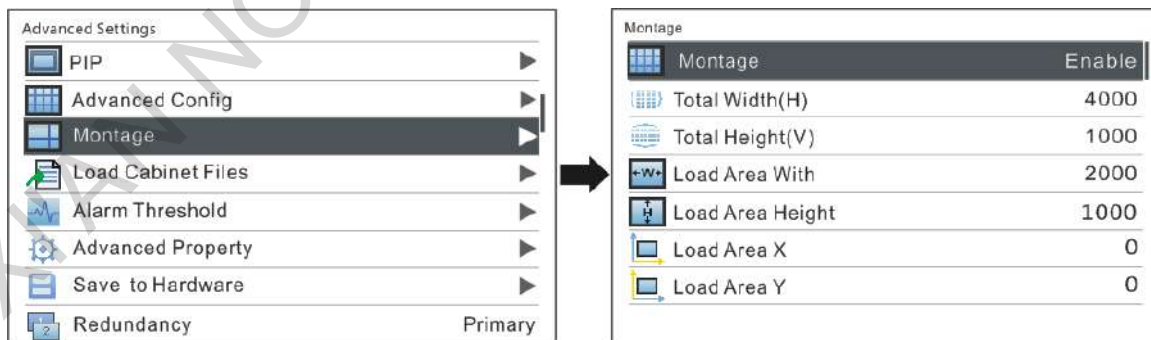 Advanced Settings
PIP
Advanced Config
Montage
Load Cabinet Files
Alarm Threshold
Advanced Property
Save to Hardware
Redundancy Primary
Montage
Montage Enable
Total Width(H) 4000
Total Height(V) 1000
Load Area With 2000
Load Area Height 1000
Load Area X 0
Load Area Y 0